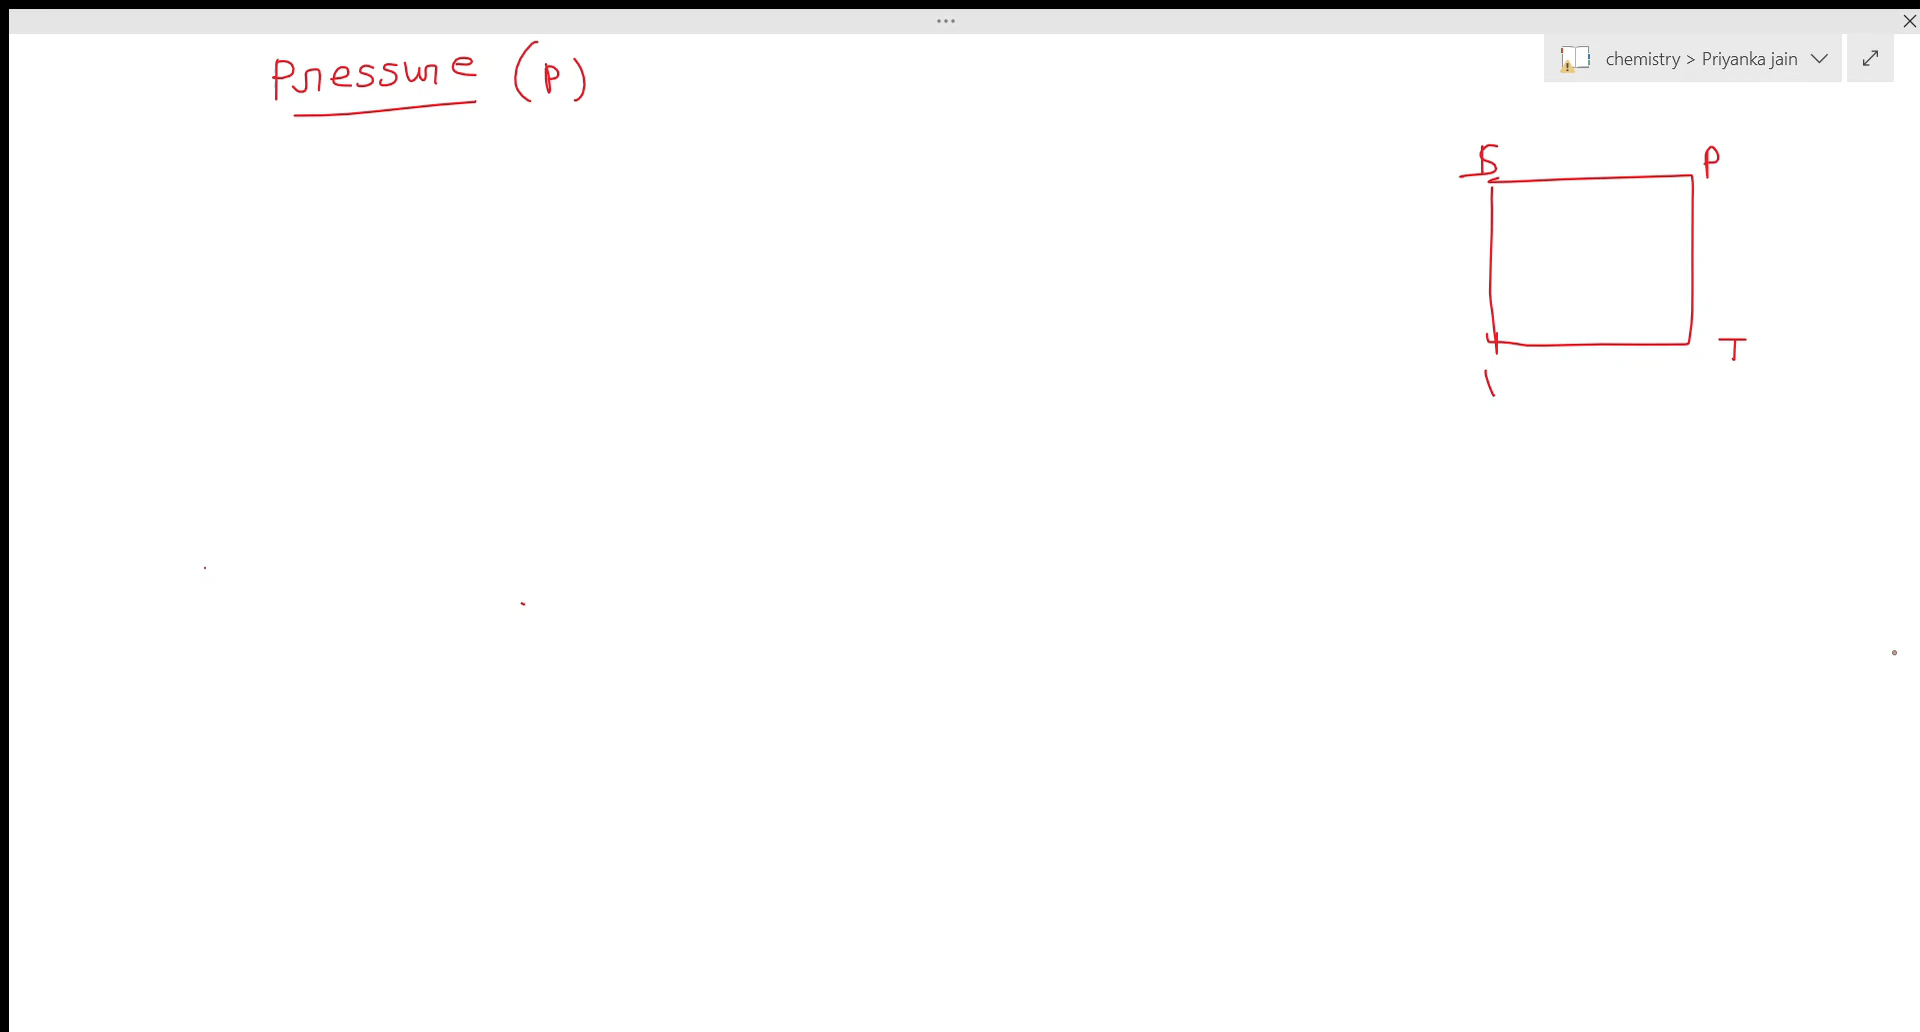 Pressure (P)
chemistry > Priyanka jain
P
T